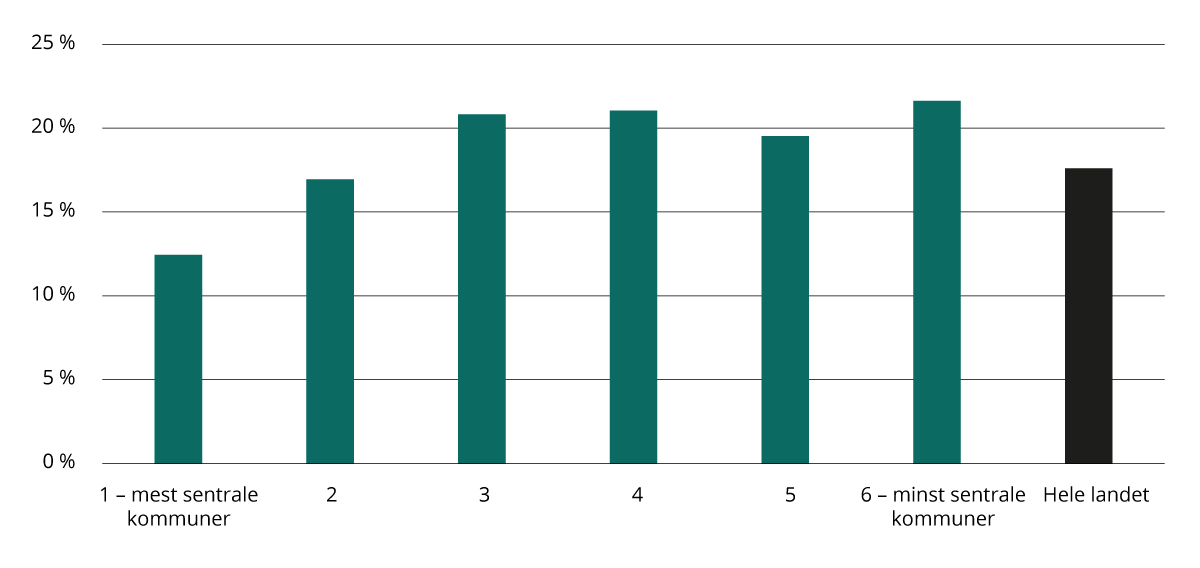 25 %
20 %
15 %
10 %
5 %
0 %
1 – mest sentrale
kommuner
2
3
4
5
6 – minst sentrale
kommuner
Hele landet